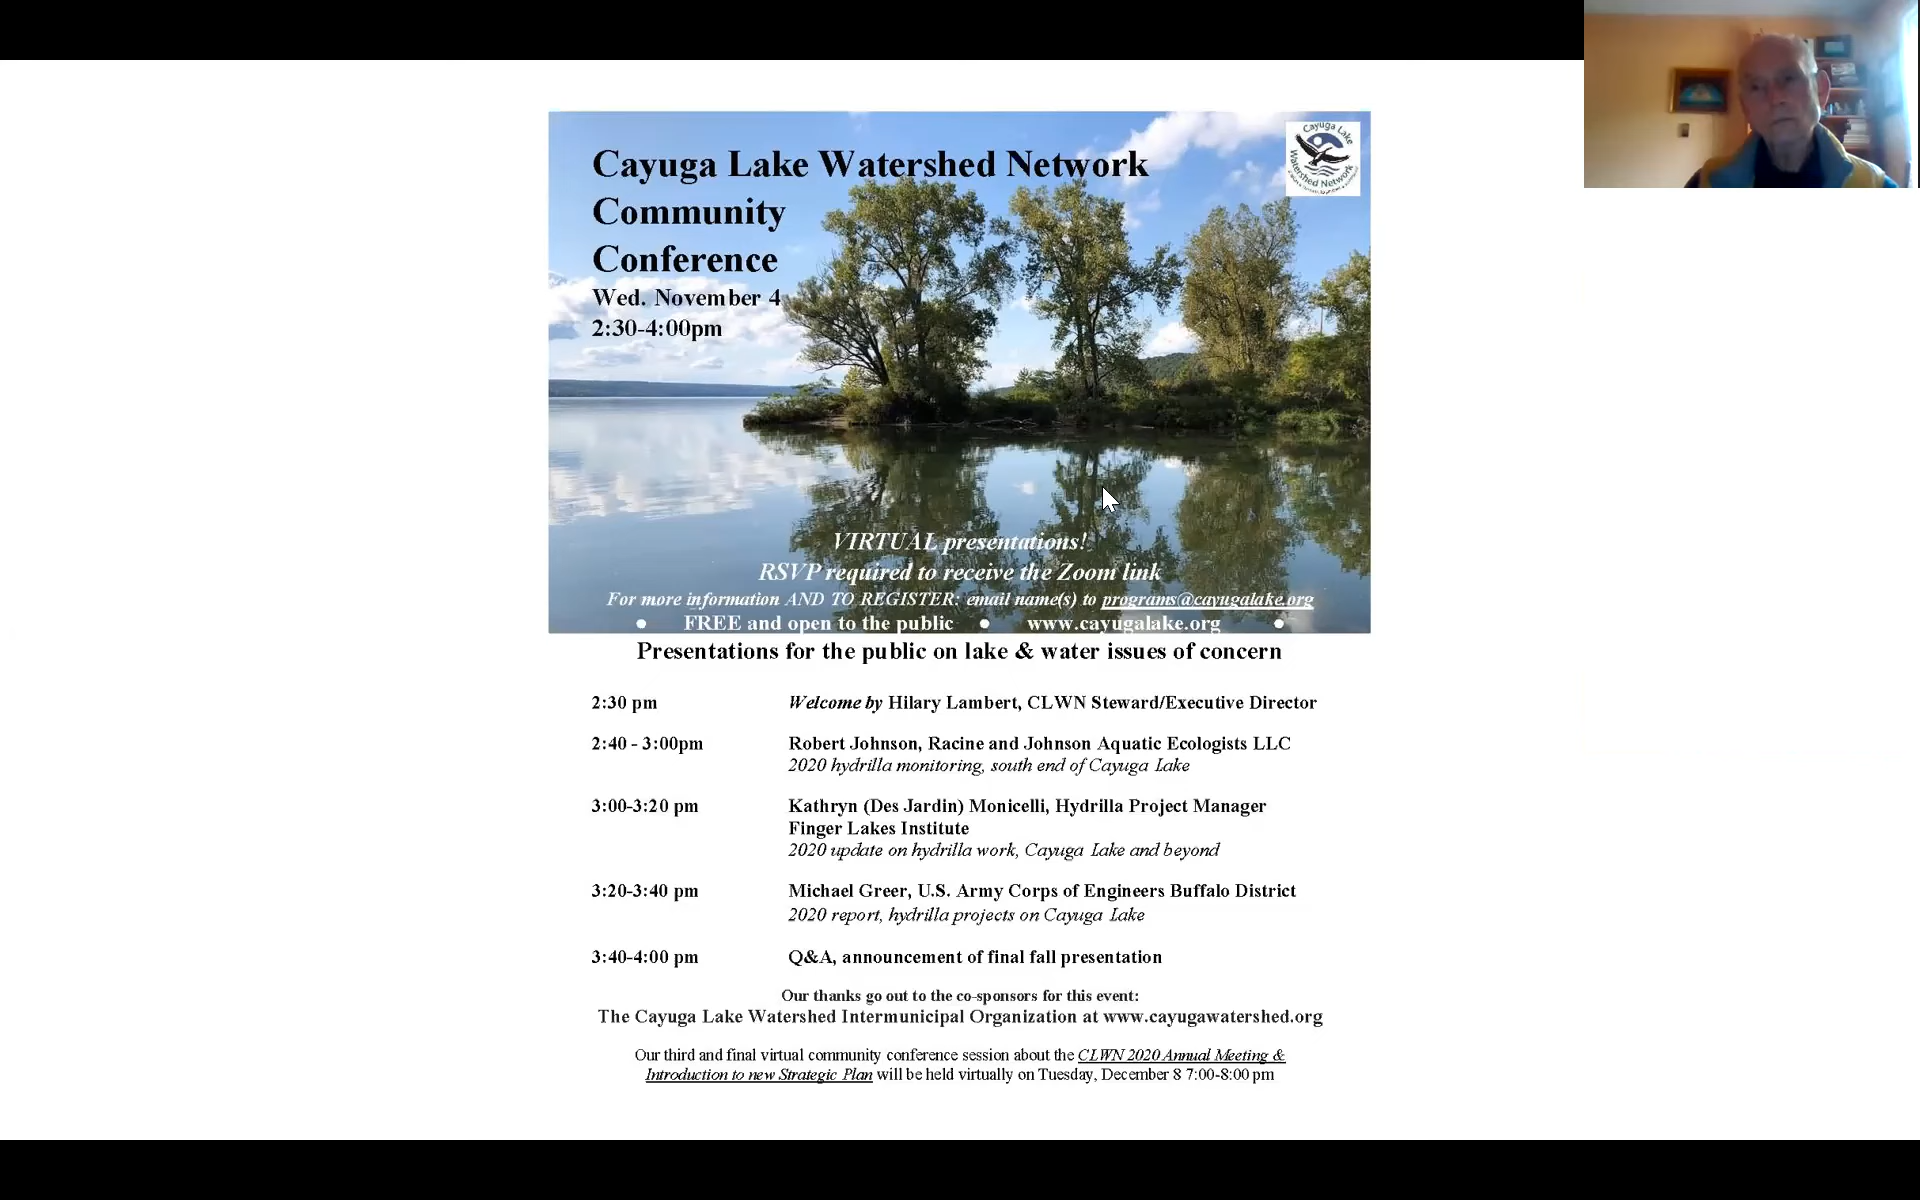 Cayuga Lake Watershed Network
Community
Conference
Wed. November 4
2:30-4:00pm
Cayuga Lake
Watershed Network
VIRTUAL presentations!
RSVP required to receive the Zoom link
For more information AND TO REGISTER: email name(s) to programs@cayugalake.org
• FREE and open to the public • www.cayugalake.org •
Presentations for the public on lake & water issues of concern
2:30 pm Welcome by Hilary Lambert, CLWN Steward/Executive Director
2:40 - 3:00pm Robert Johnson, Racine and Johnson Aquatic Ecologists LLC
2020 hydrilla monitoring, south end of Cayuga Lake
3:00-3:20 pm Kathryn (Des Jardin) Monicelli, Hydrilla Project Manager
Finger Lakes Institute
2020 update on hydrilla work, Cayuga Lake and beyond
3:20-3:40 pm Michael Greer, U.S. Army Corps of Engineers Buffalo District
2020 report, hydrilla projects on Cayuga Lake
3:40-4:00 pm Q&A, announcement of final fall presentation
Our thanks go out to the co-sponsors for this event:
The Cayuga Lake Watershed Intermunicipal Organization at www.cayugawatershed.org
Our third and final virtual community conference session about the CLWN 2020 Annual Meeting &
Introduction to new Strategic Plan will be held virtually on Tuesday, December 8 7:00-8:00 pm